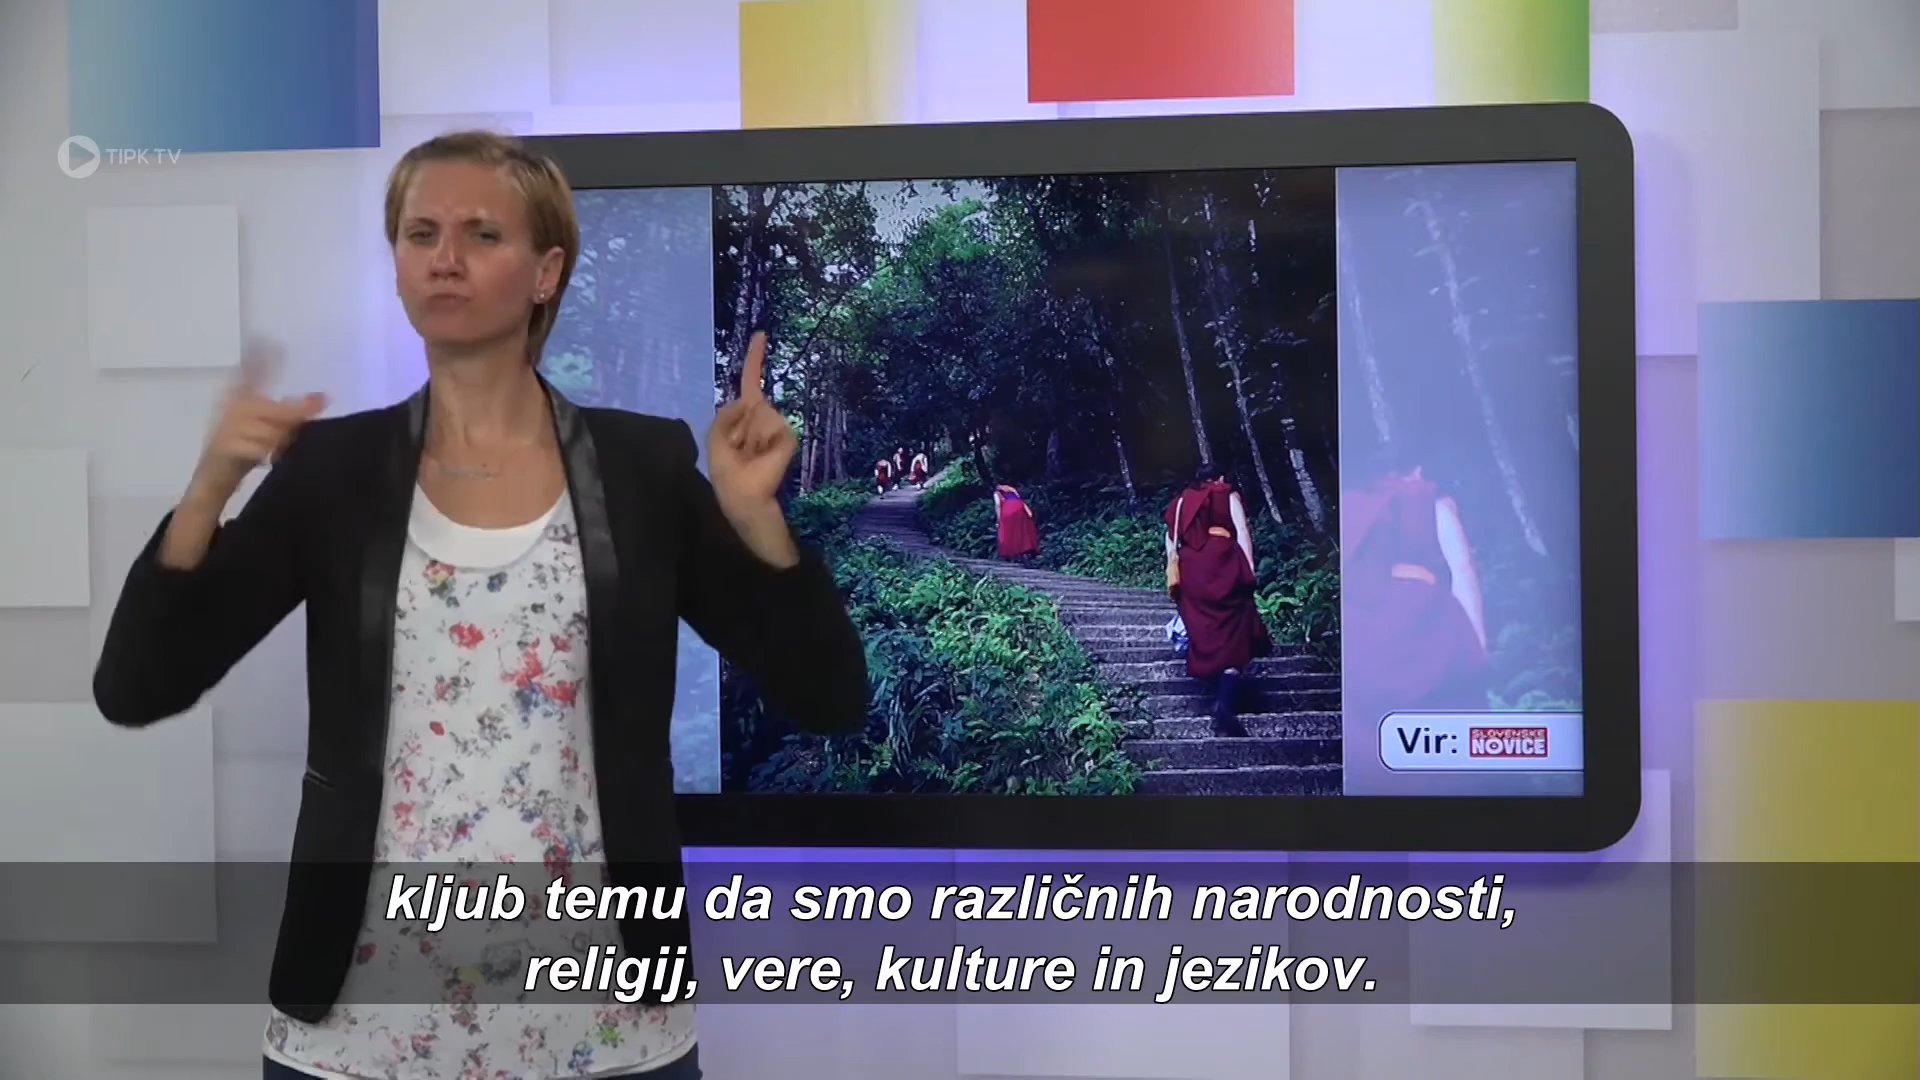 TIPK TV
Vir: SLOVENSKE NOVICE
kljub temu da smo različnih narodnosti,
religij, vere, kulture in jezikov.